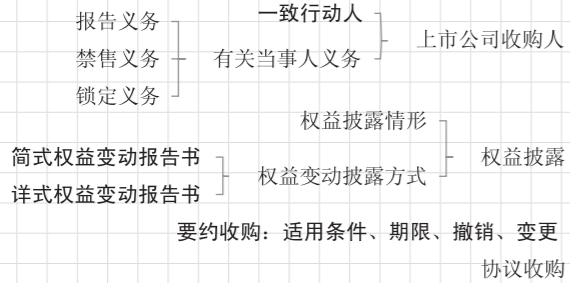 报告义务
禁售义务
锁定义务
一致行动人
有关当事人义务
上市公司收购人
权益披露情形
简式权益变动报告书
详式权益变动报告书
权益变动披露方式
权益披露
要约收购：适用条件、期限、撤销、变更
协议收购